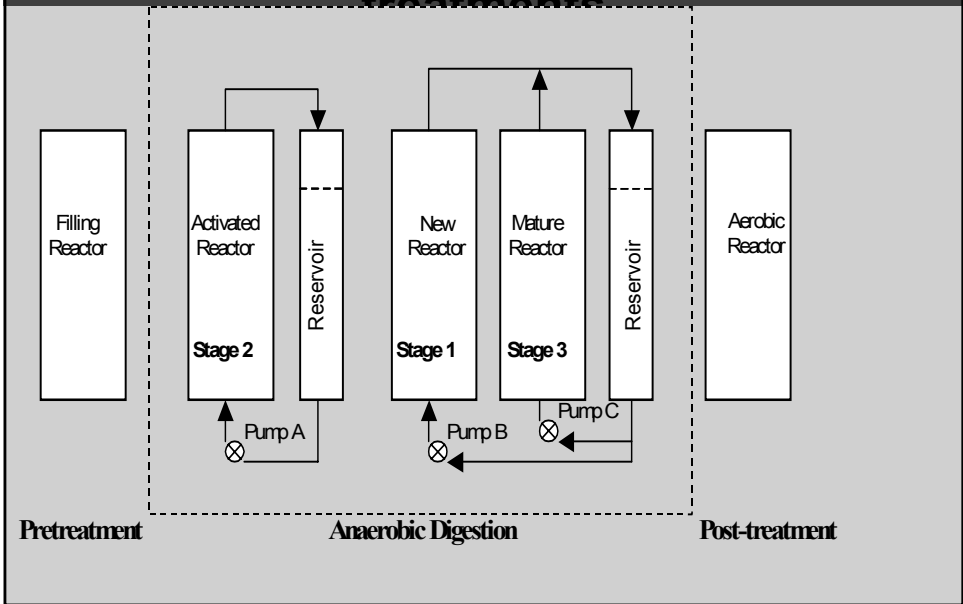 Filling
Reactor
Activated
Reactor
Stage 2
Reservoir
New
Reactor
Stage 1
Mature
Reactor
Stage 3
Reservoir
Aerobic
Reactor
Pump A
Pump B
Pump C
Pretreatment
Anaerobic Digestion
Post-treatment